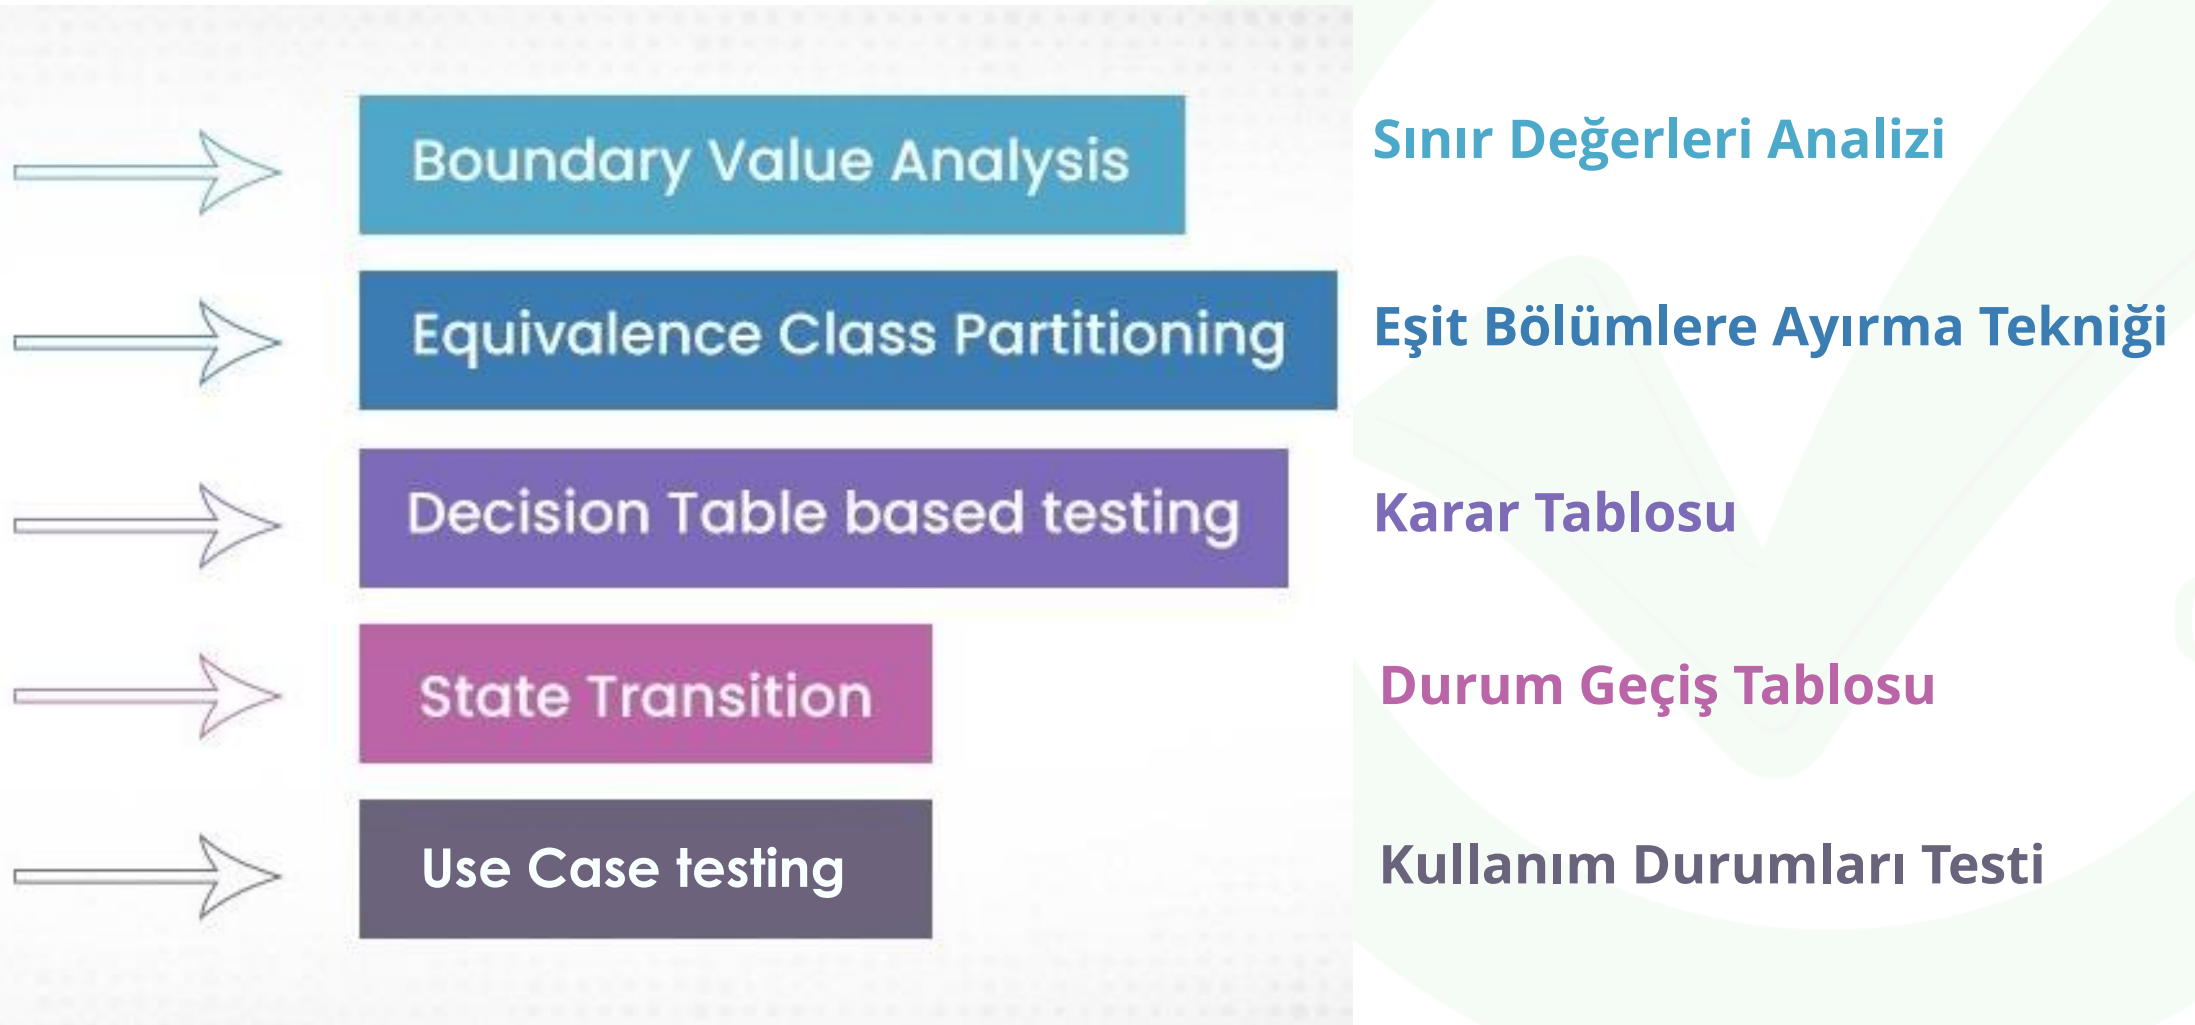 Boundary Value Analysis
Sınır Değerleri Analizi
Equivalence Class Partitioning
Eşit Bölümlere Ayırma Tekniği
Decision Table based testing
Karar Tablosu
State Transition
Durum Geçiş Tablosu
Use Case testing
Kullanım Durumları Testi